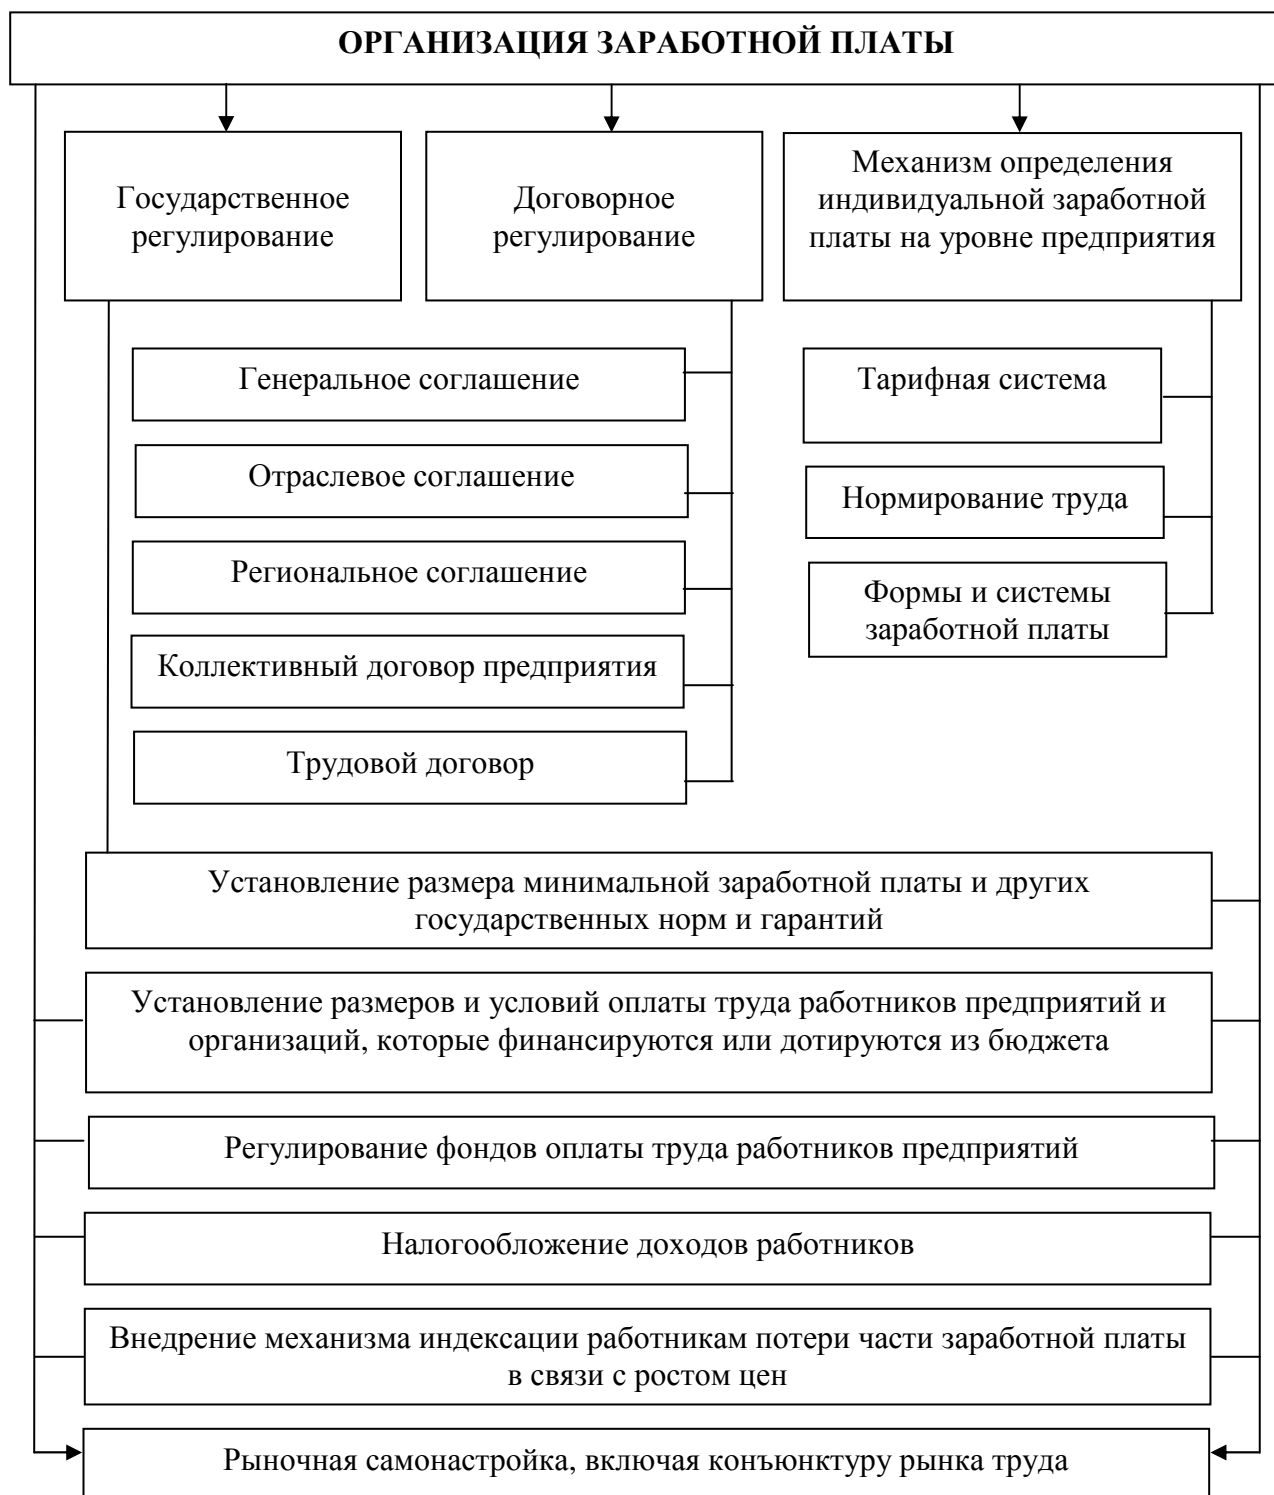 ОРГАНИЗАЦИЯ ЗАРАБОТНОЙ ПЛАТЫ
Государственное
регулирование
Договорное
регулирование
Механизм определения
индивидуальной заработной
платы на уровне предприятия
Генеральное соглашение
Отраслевое соглашение
Региональное соглашение
Коллективный договор предприятия
Трудовой договор
Тарифная система
Нормирование труда
Формы и системы
заработной платы
Установление размера минимальной заработной платы и других
государственных норм и гарантий
Установление размеров и условий оплаты труда работников предприятий и
организаций, которые финансируются или дотируются из бюджета
Регулирование фондов оплаты труда работников предприятий
Налогообложение доходов работников
Внедрение механизма индексации работникам потери части заработной платы
в связи с ростом цен
Рыночная самонастройка, включая конъюнктуру рынка труда